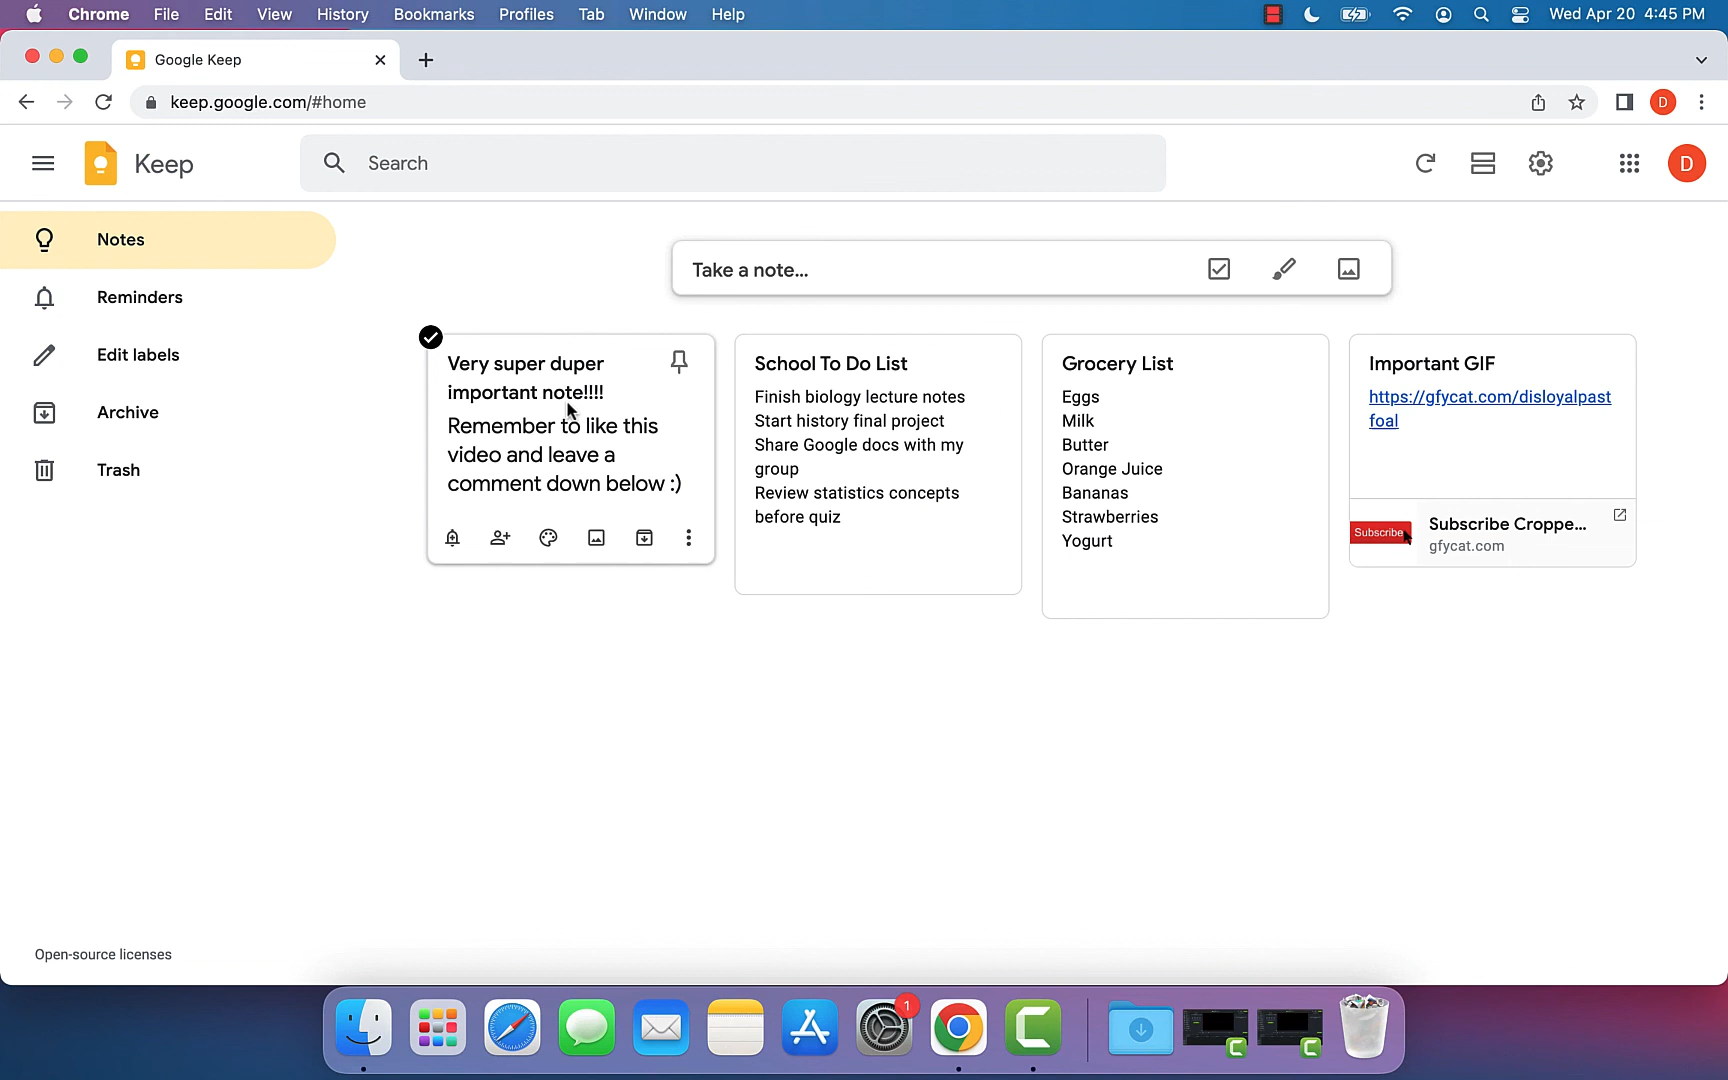 Chrome File Edit View History Bookmarks Profiles Tab Window Help Wed Apr 20 4:45 PM
Google Keep
keep.google.com/#home D
Keep Search D
Notes
Reminders
Edit labels
Archive
Trash
Take a note...
Very super duper
important note!!!!
Remember to like this
video and leave a
comment down below :)
School To Do List
Finish biology lecture notes
Start history final project
Share Google docs with my
group
Review statistics concepts
before quiz
Grocery List
Eggs
Milk
Butter
Orange Juice
Bananas
Strawberries
Yogurt
Important GIF
https://gfycat.com/disloyalpast
foal
Subscribe
Subscribe Croppe...
gfycat.com
Open-source licenses
1